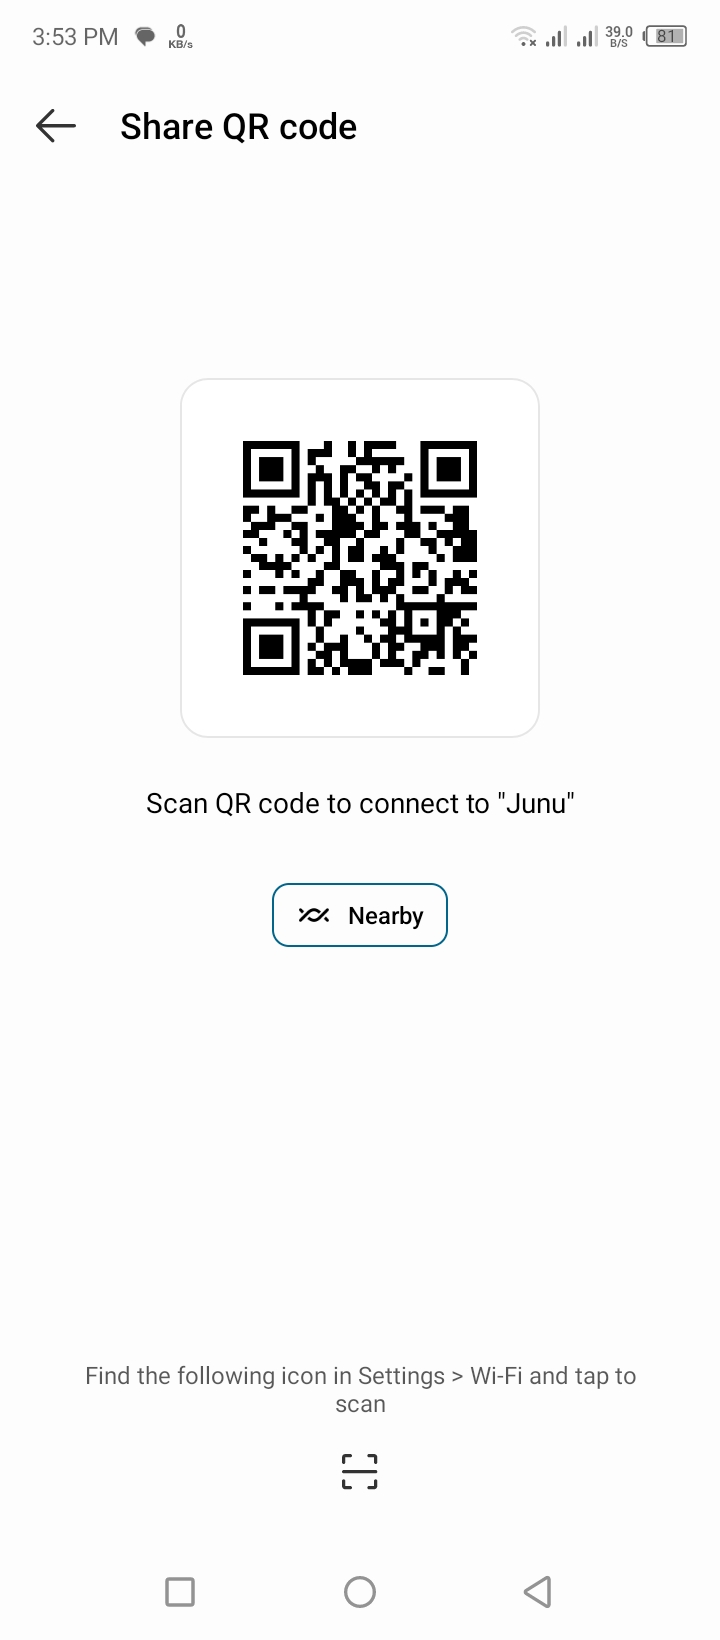 3:53 PM 0 KB/s 39.0 B/S 81
Share QR code
Scan QR code to connect to "Junu"
Nearby
Find the following icon in Settings > Wi-Fi and tap to
scan